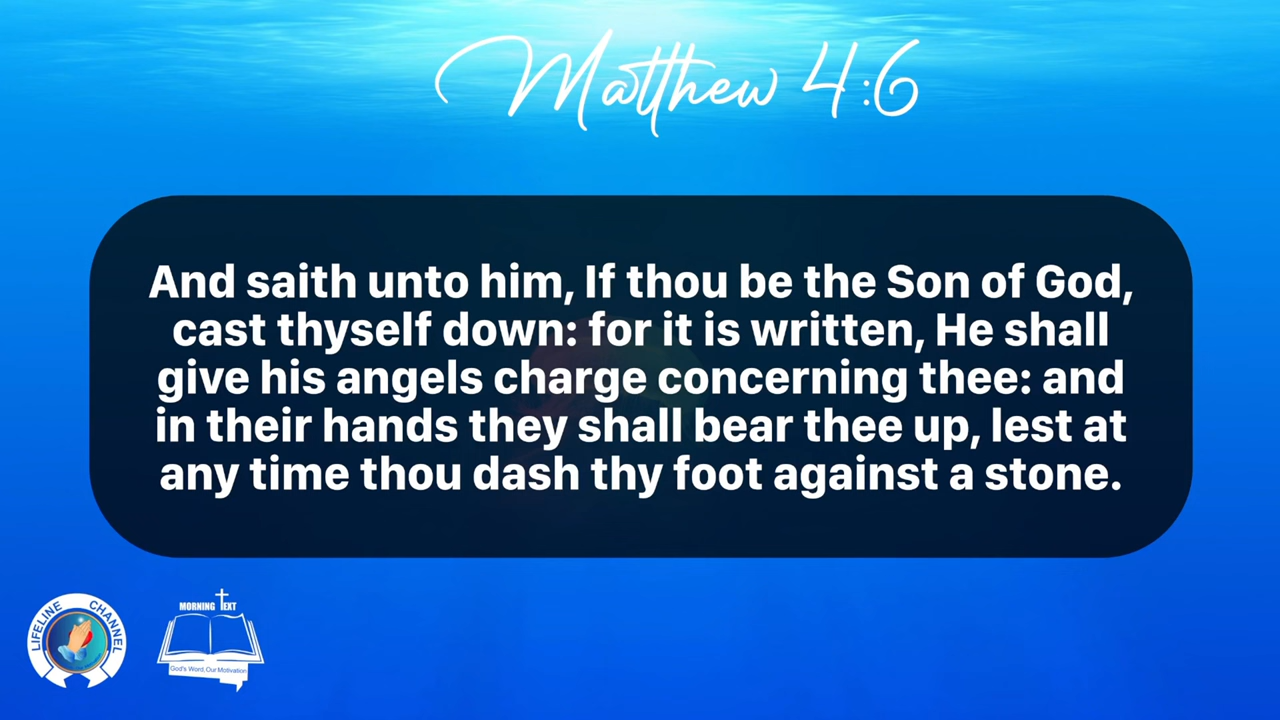 Matthew 4:6
And saith unto him, If thou be the Son of God,
cast thyself down: for it is written, He shall
give his angels charge concerning thee: and
in their hands they shall bear thee up, lest at
any time thou dash thy foot against a stone.
LIFELINE CHANNEL
MORNING TEXT
God's Word, Our Motivation